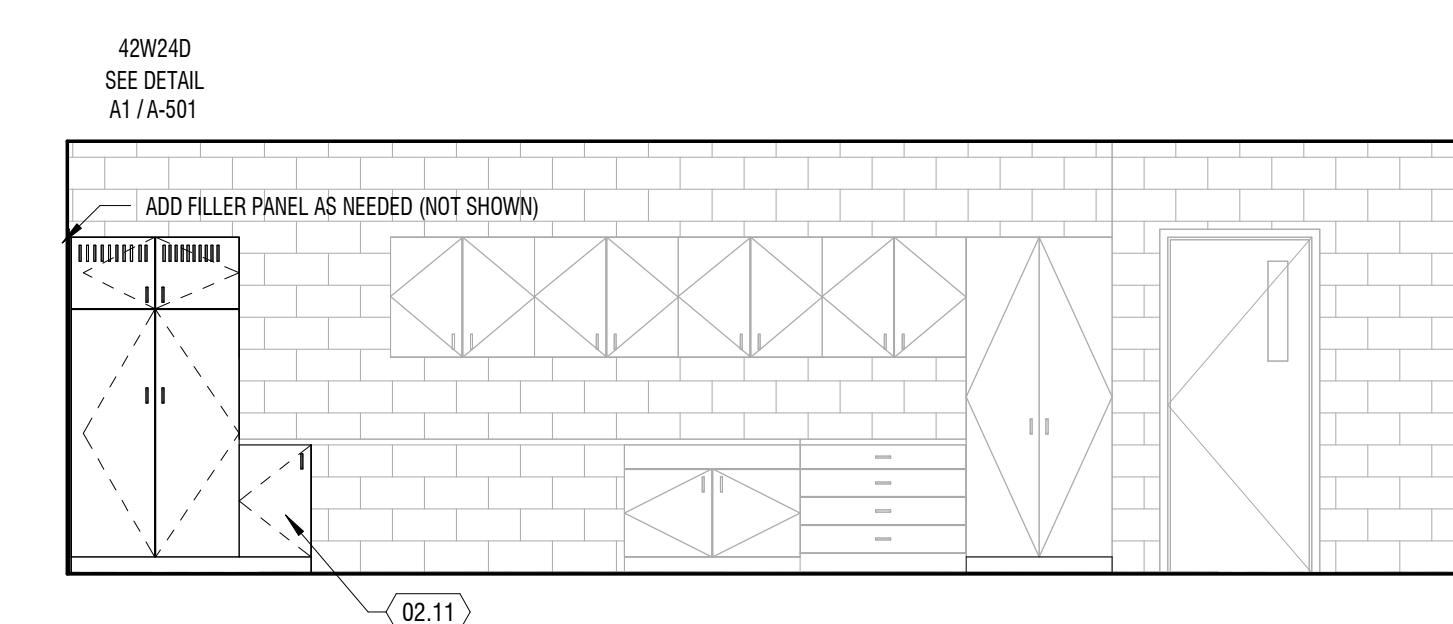 42W24D
SEE DETAIL
A1 / A-501
ADD FILLER PANEL AS NEEDED (NOT SHOWN)
02.11